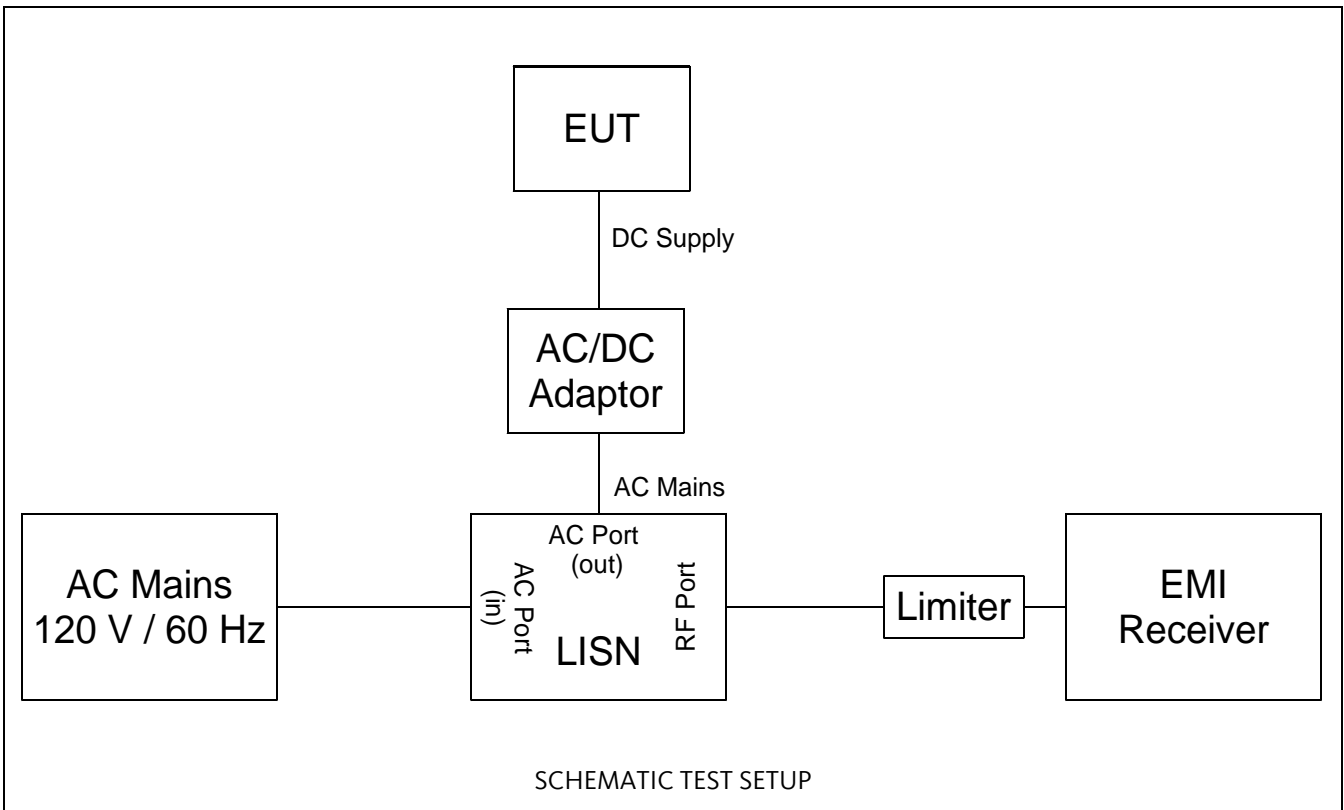 EUT
DC Supply
AC/DC
Adaptor
AC Mains
AC Mains
120 V / 60 Hz
AC Port
(in)
AC Port
(out)
LISN
RF Port
Limiter
EMI
Receiver
SCHEMATIC TEST SETUP